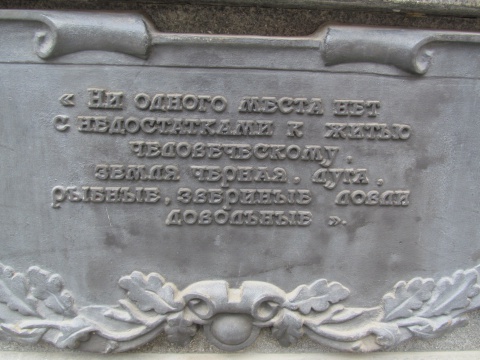 « Ни одного места нет
с недостатками к житью
человеческому.
земля черная. луга.
рыбные, звериные ловли
довольные ».